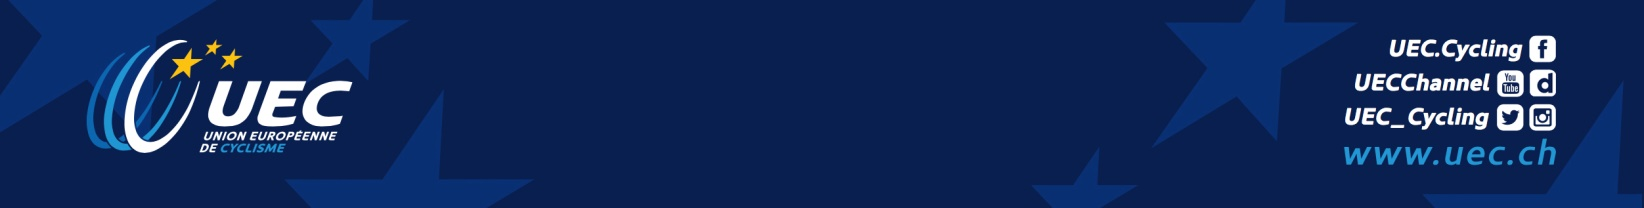 UEC
UNION EUROPÉENNE
DE CYCLISME
UEC.Cycling f
UECChannel You Tube d
UEC_Cycling
www.uec.ch